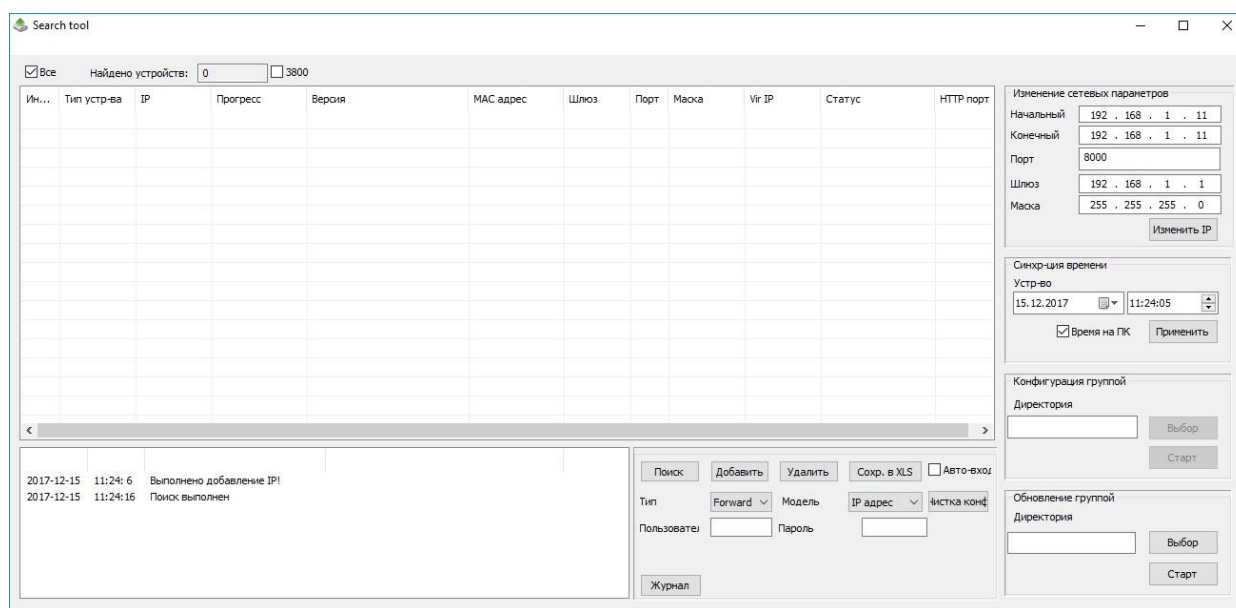 Search tool
Все Найдено устройств: 0 3800
Ин... Тип устр-ва IP Прогресс Версия MAC адрес Шлюз Порт Маска Vir IP Статус HTTP порт
Изменение сетевых параметров
Начальный 192 . 168 . 1 . 11
Конечный 192 . 168 . 1 . 11
Порт 8000
Шлюз 192 . 168 . 1 . 1
Маска 255 . 255 . 255 . 0
Изменить IP
Синхр-ция времени
Устр-во
15.12.2017 11:24:05
Время на ПК Применить
Конфигурация группой
Директория
Выбор
Старт
2017-12-15 11:24: 6 Выполнено добавление IP!
2017-12-15 11:24:16 Поиск выполнен
Поиск Добавить Удалить Сохр. в XLS Авто-вход
Тип Forward Модель IP адрес Чистка конф
Пользовател Пароль
Журнал
Обновление группой
Директория
Выбор
Старт